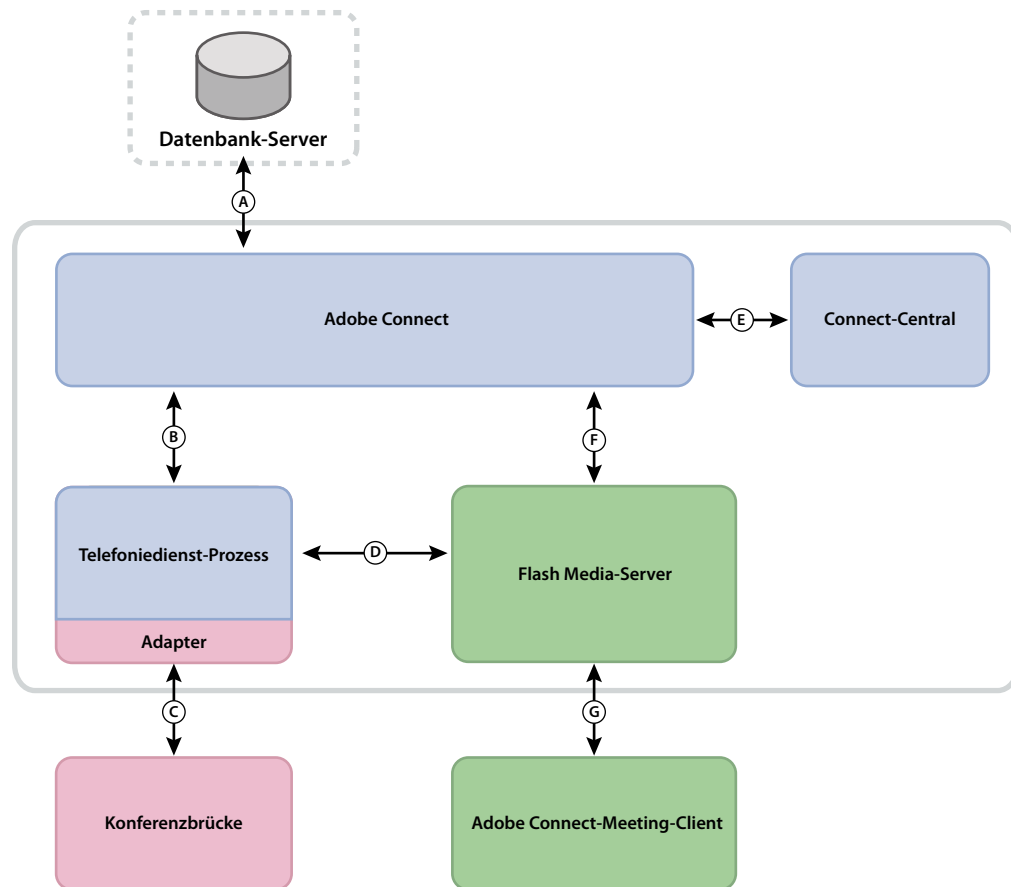 Datenbank-Server
A
Adobe Connect
E
Connect-Central
B
F
Telefoniedienst-Prozess
D
Flash Media-Server
Adapter
C
G
Konferenzbrücke
Adobe Connect-Meeting-Client